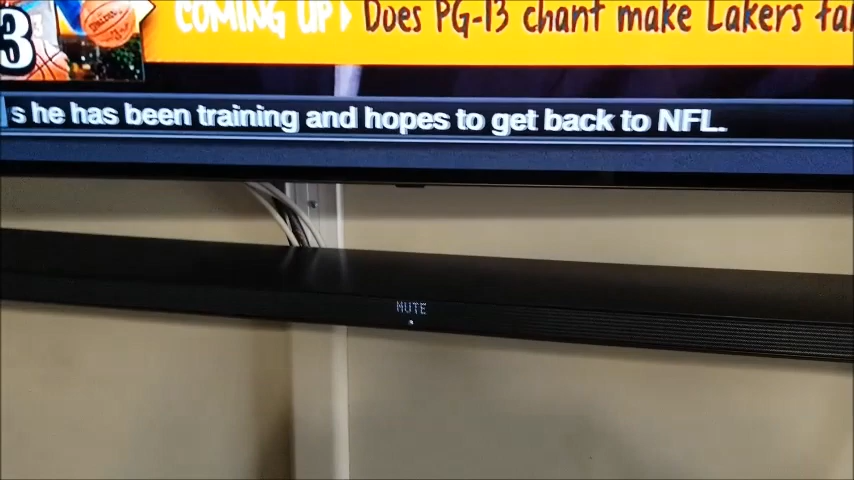 COMING UP Does PG-13 chant make Lakers
3
s he has been training and hopes to get back to NFL.
MUTE